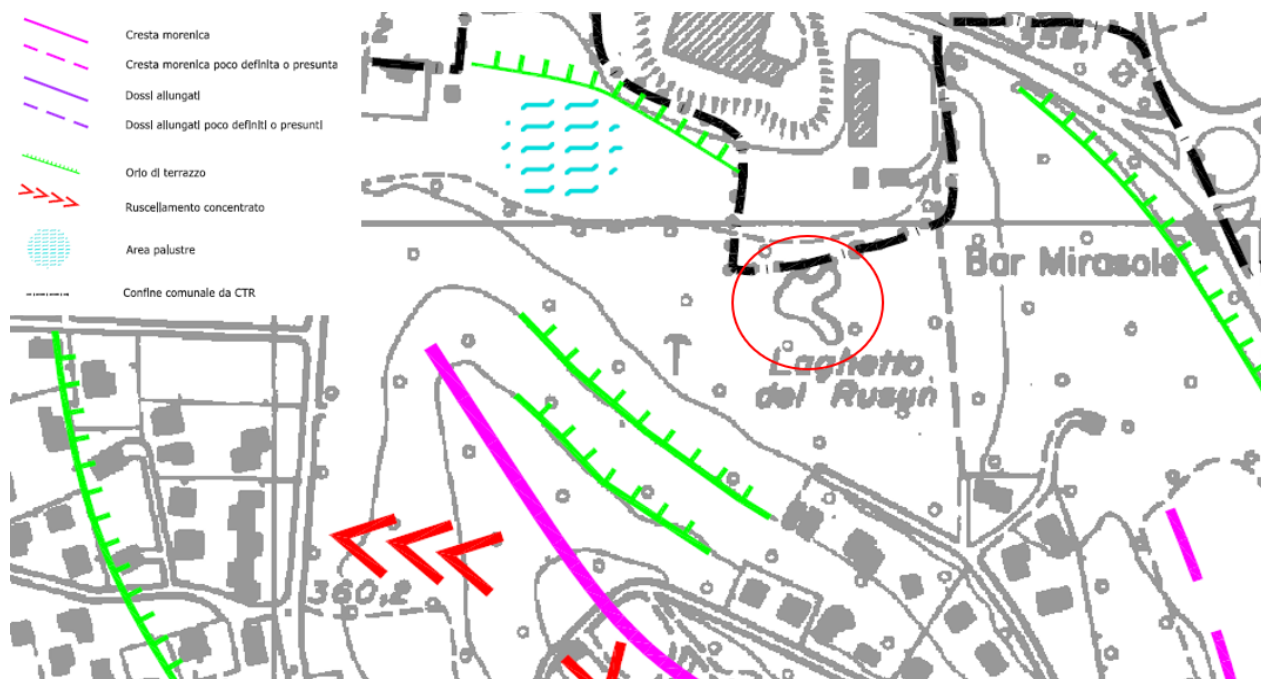 Cresta morenica
Cresta morenica poco definita o presunta
Dossi allungati
Dossi allungati poco definiti o presunti
Orlo di terrazzo
Ruscellamento concentrato
Area palustre
Confine comunale da CTR
Bar Mirasole
Laghetto
del Rusun
360,2